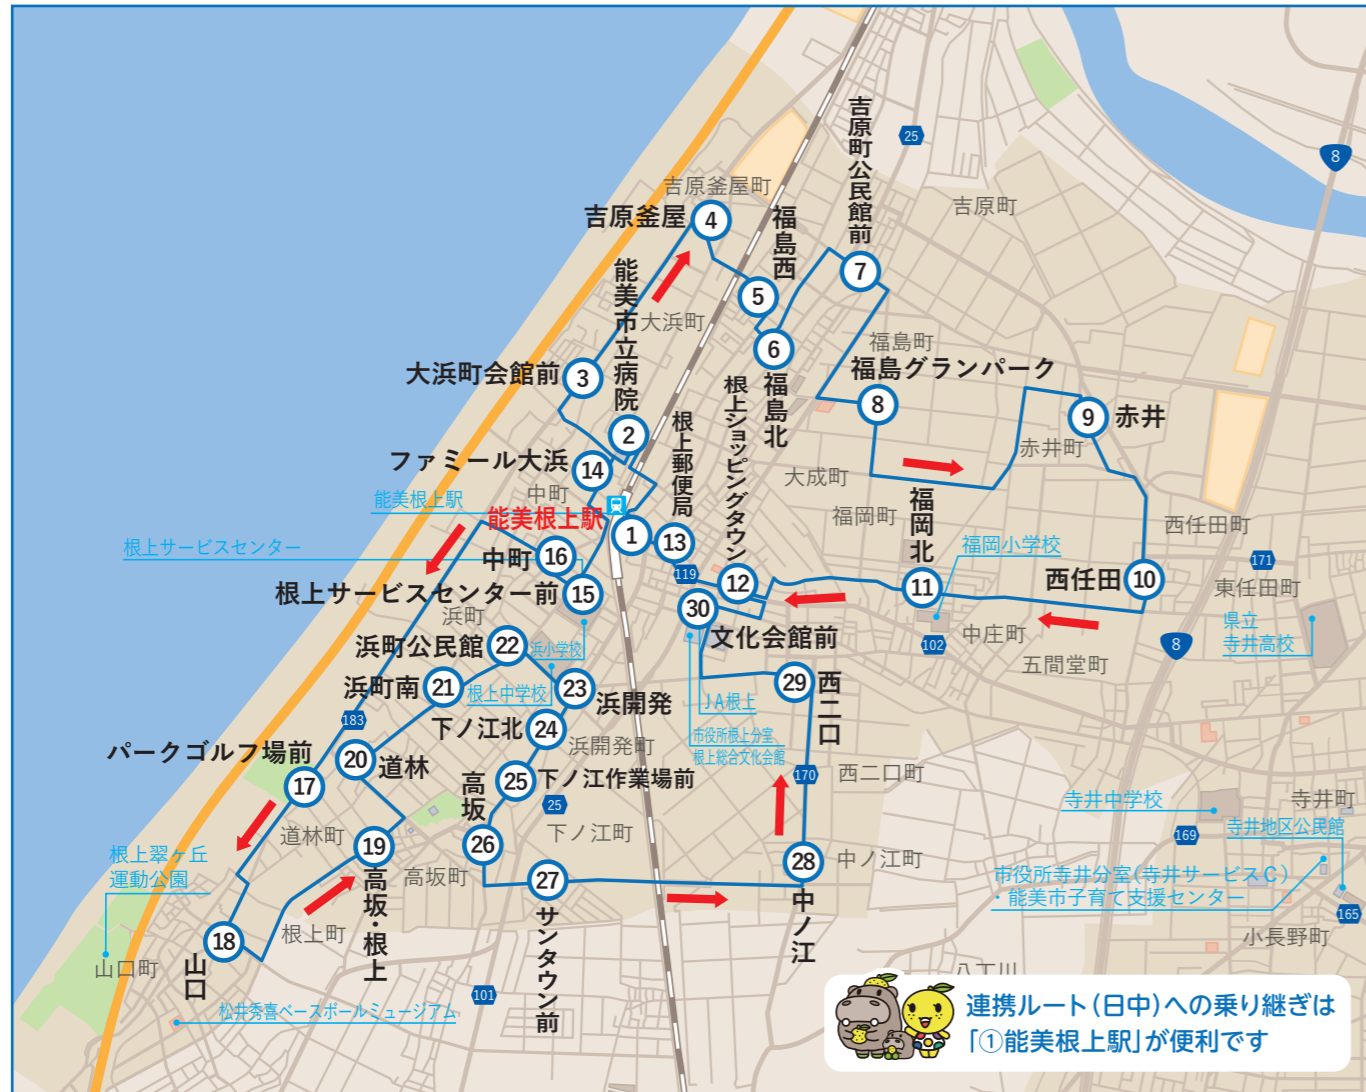 8
25
吉原町公民館前
吉原釜屋町
吉原町
吉原釜屋
4
福島西
7
能美市立病院
5
大浜町
6
福島町
福島グランパーク
大浜町会館前
3
根上ショッピングタウン
福島北
8
9
赤井
2
根上郵便局
赤井町
ファミール大浜
14
大成町
中町
能美根上駅
能美根上駅
福岡町
福岡北
西任田町
1
13
福岡小学校
根上サービスセンター
中町
16
171
119
12
11
西任田
10
東任田町
根上サービスセンター前
15
30
浜町
文化会館前
102
中庄町
8
県立
寺井高校
浜町公民館
22
浜小学校
五間堂町
浜町南
21
根上中学校
23
浜開発
JA根上
29
西二口
183
下ノ江北
24
浜開発町
市役所根上分室
根上総合文化会館
パークゴルフ場前
20
道林
17
高坂
25
下ノ江作業場前
170
西二口町
25
寺井中学校
寺井町
道林町
19
26
下ノ江町
169
寺井地区公民館
根上翠ヶ丘
運動公園
高坂町
27
28
中ノ江町
市役所寺井分室(寺井サービスC)
・能美市子育て支援センター
高坂・根上
サンタウン前
中ノ江
165
18
根上町
小長野町
山口町
山口
八丁川
101
松井秀喜ベースボールミュージアム
連携ルート(日中)への乗り継ぎは
「①能美根上駅」が便利です